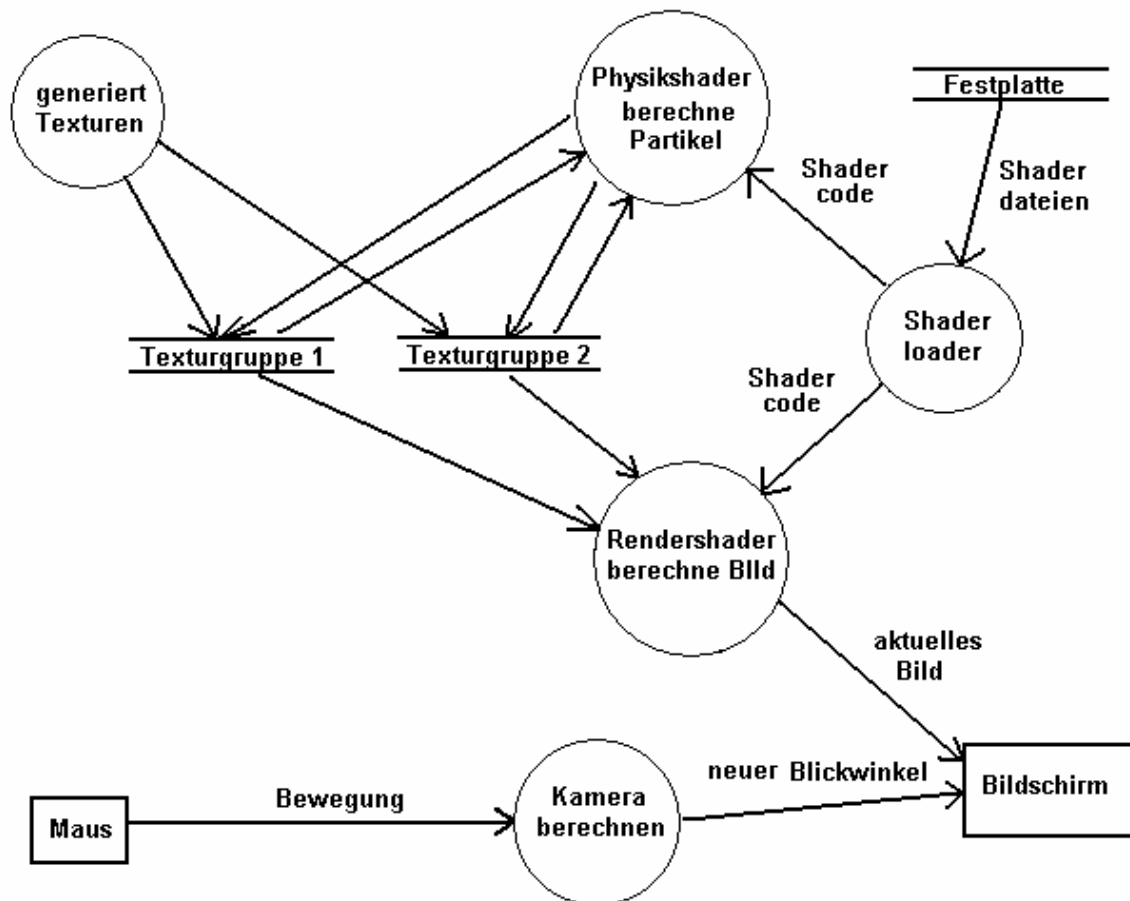 generiert
Texturen
Physikshader
berechne
Partikel
Festplatte
Shader
code
Shader
dateien
Texturgruppe 1
Texturgruppe 2
Shader
loader
Shader
code
Rendershader
berechne BIld
aktuelles
Bild
Maus
Bewegung
Kamera
berechnen
neuer Blickwinkel
Bildschirm